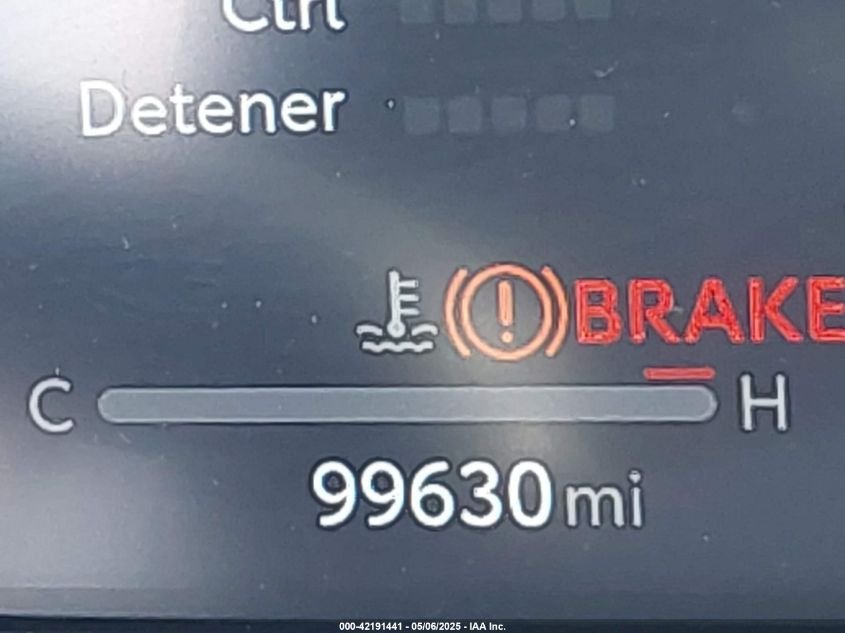 Ctrl
Detener
BRAKE
C H
99630 mi
000-42191441 - 05/06/2025 - IAA Inc.